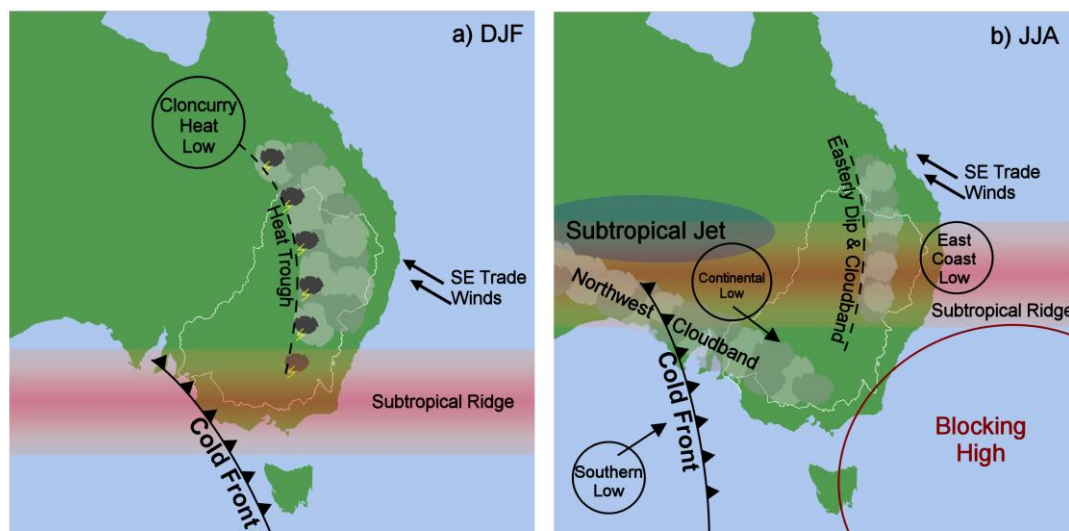 a) DJF
Cloncurry
Heat
Low
Heat Trough
SE Trade
Winds
Subtropical Ridge
Cold Front
b) JJA
Easterly Dip & Cloudband
SE Trade
Winds
Subtropical Jet
East
Coast
Low
Continental
Low
Northwest Cloudband
Subtropical Ridge
Cold Front
Blocking
High
Southern
Low